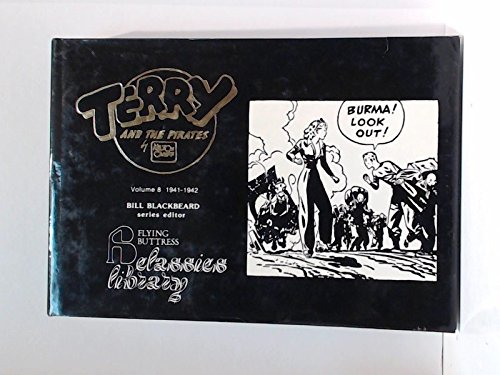 TERRY
AND THE PIRATES
by
MILTON
CANIFF
Volume 8 1941-1942
BILL BLACKBEARD
series editor
FLYING
BUTTRESS
classics
library
BURMA!
LOOK
OUT!